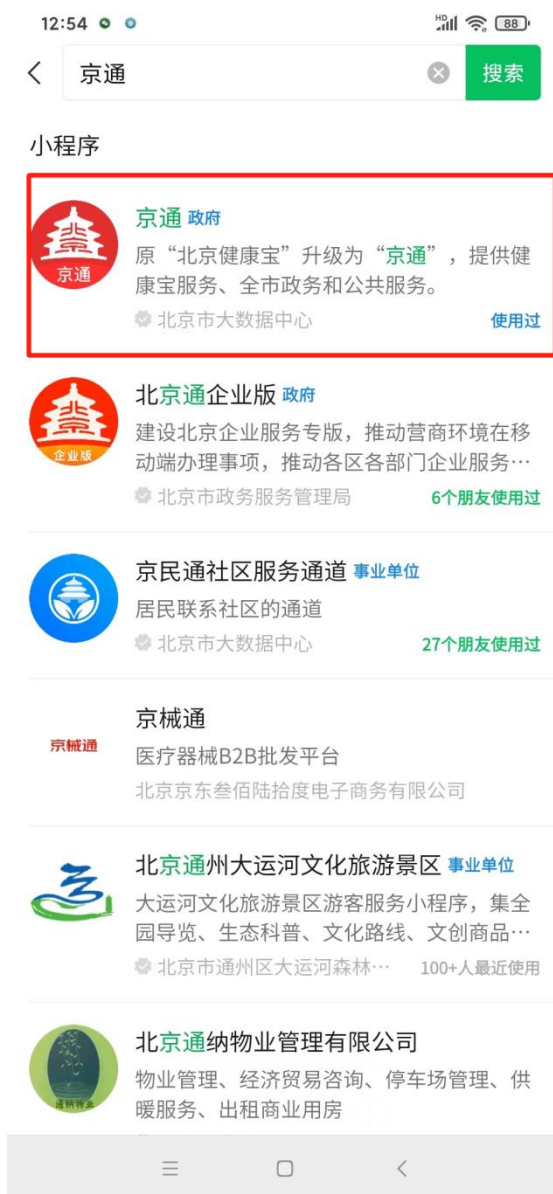 12:54
HD
88
京通
搜索
小程序
京通 政府
原“北京健康宝”升级为“京通”，提供健
康宝服务、全市政务和公共服务。
北京市大数据中心 使用过
京通
北京通企业版 政府
建设北京企业服务专版，推动营商环境在移
动端办理事项，推动各区各部门企业服务…
北京市政务服务管理局 6个朋友使用过
企业版
京民通社区服务通道 事业单位
居民联系社区的通道
北京市大数据中心 27个朋友使用过
京械通
京械通
医疗器械B2B批发平台
北京京东叁佰陆拾度电子商务有限公司
北京通州大运河文化旅游景区 事业单位
大运河文化旅游景区游客服务小程序，集全
园导览、生态科普、文化路线、文创商品…
北京市通州区大运河森林… 100+人最近使用
北京通纳物业管理有限公司
物业管理、经济贸易咨询、停车场管理、供
暖服务、出租商业用房
通纳物业